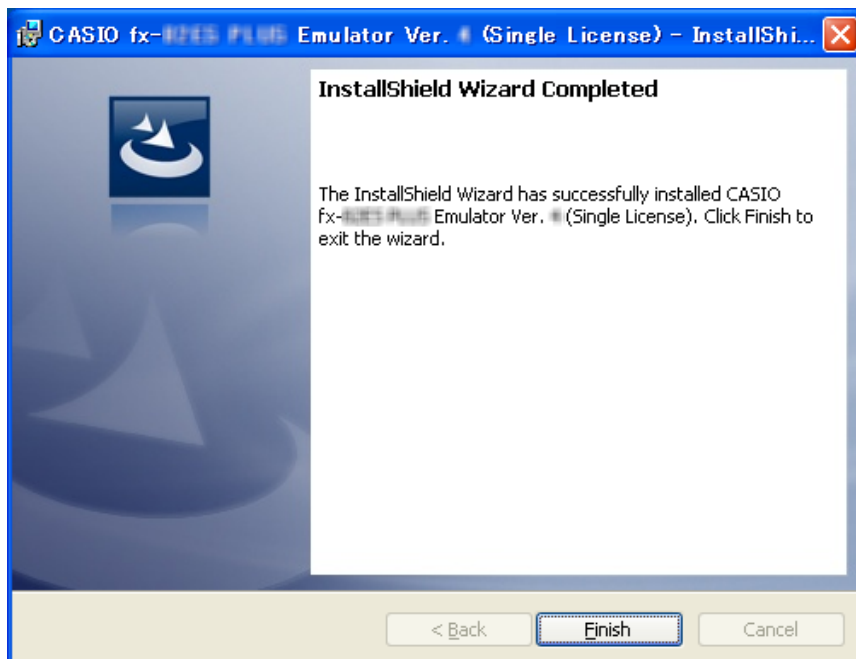 CASIO fx- Emulator Ver. (Single License) - InstallShi...
InstallShield Wizard Completed
The InstallShield Wizard has successfully installed CASIO
fx- Emulator Ver. (Single License). Click Finish to
exit the wizard.
< Back
Finish
Cancel